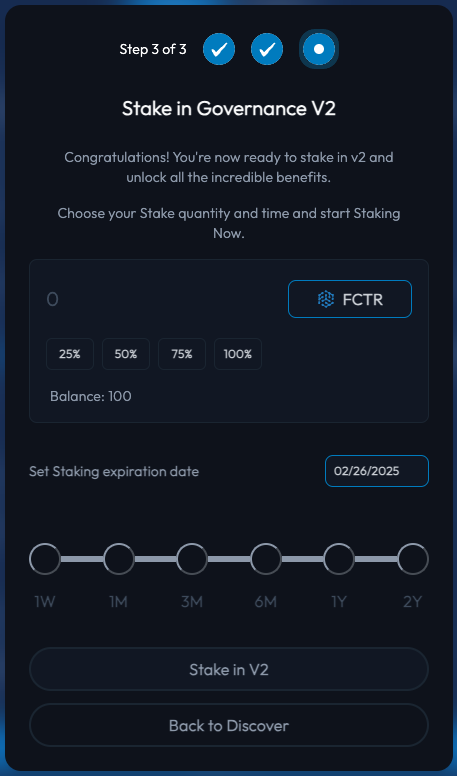 Step 3 of 3
Stake in Governance V2
Congratulations! You're now ready to stake in v2 and
unlock all the incredible benefits.
Choose your Stake quantity and time and start Staking
Now.
0 FCTR
25% 50% 75% 100%
Balance: 100
Set Staking expiration date 02/26/2025
1W 1M 3M 6M 1Y 2Y
Stake in V2
Back to Discover